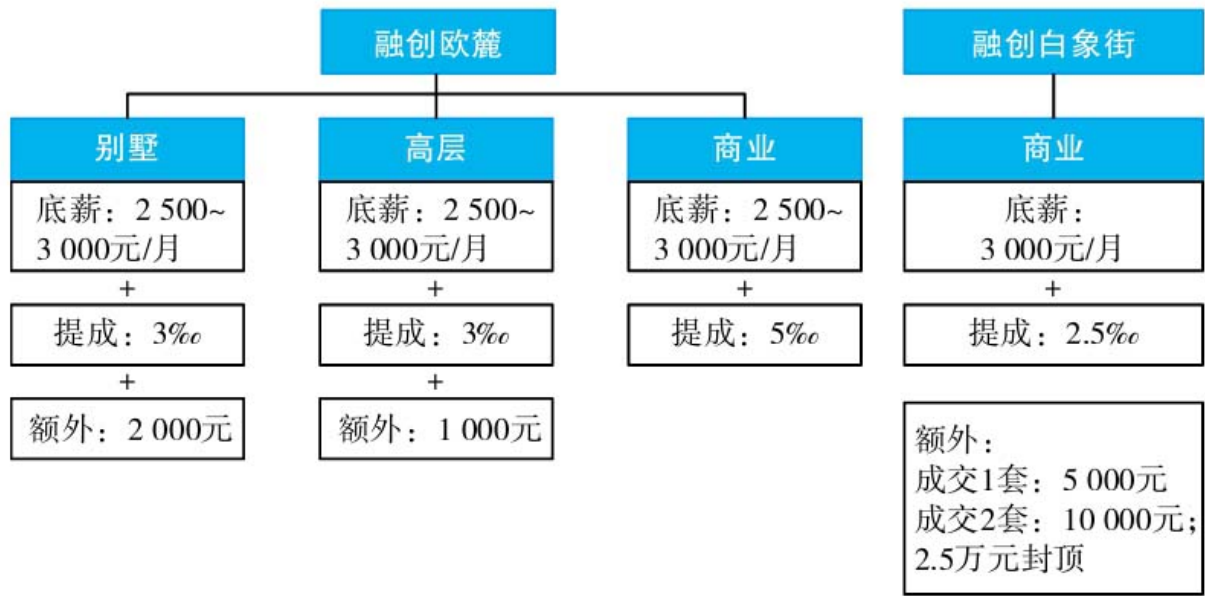 融创欧麓
别墅
底薪：2 500~
3 000元/月
+
提成：3‰
+
额外：2 000元
高层
底薪：2 500~
3 000元/月
+
提成：3‰
+
额外：1 000元
商业
底薪：2 500~
3 000元/月
+
提成：5‰
融创白象街
商业
底薪：
3 000元/月
+
提成：2.5‰
额外：
成交1套：5 000元
成交2套：10 000元；
2.5万元封顶